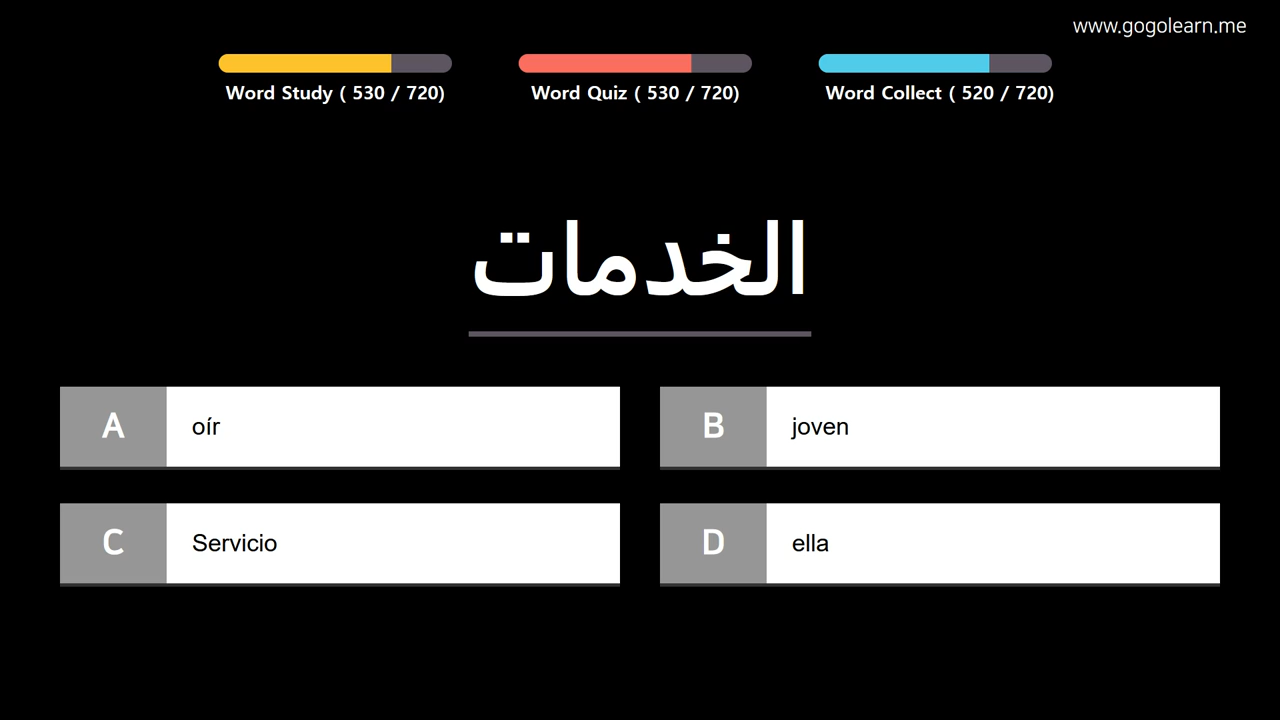 www.gogolearn.me
Word Study ( 530 / 720)
Word Quiz ( 530 / 720)
Word Collect ( 520 / 720)
الخدمات
A
oír
B
joven
C
Servicio
D
ella